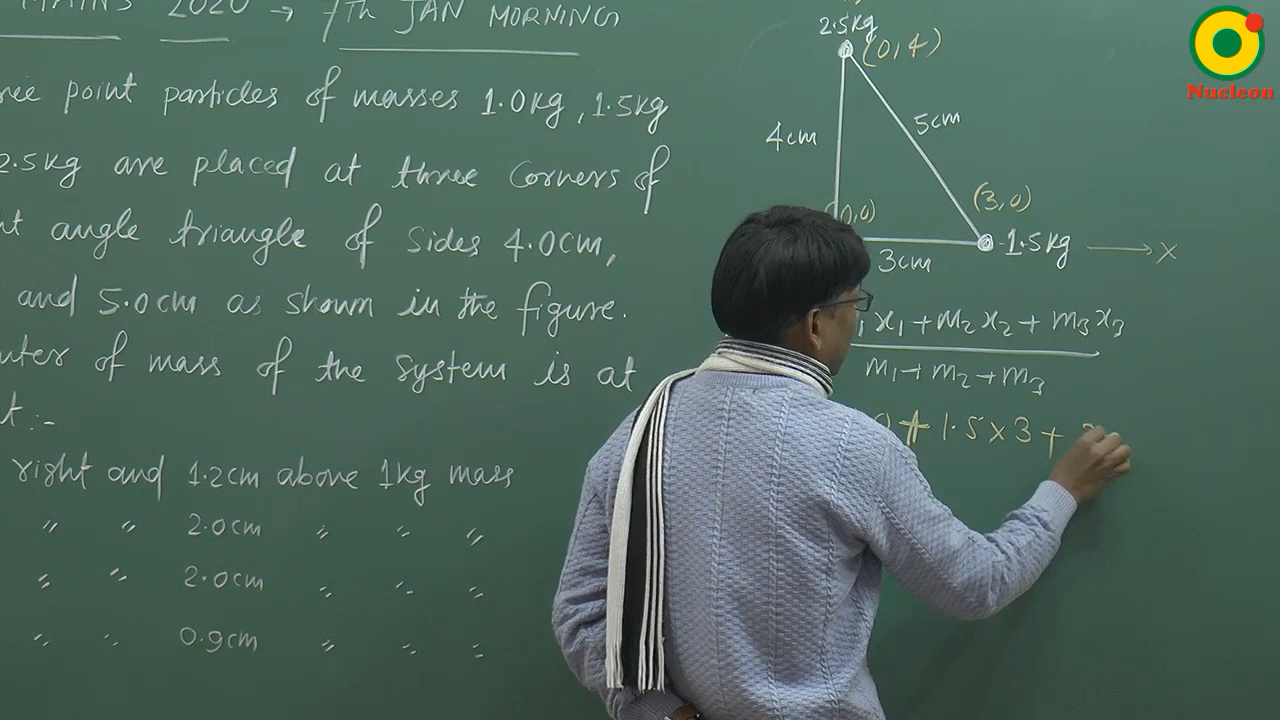 MAINS 2020 → 7Th JAN MORNING
ree point particles of masses 1.0kg, 1.5kg
2.5kg are placed at three corners of
ht angle triangle of sides 4.0cm,
and 5.0cm as shown in the figure.
nter of mass of the system is at
t:-
right and 1.2cm above 1kg mass
" " 2.0cm " " "
" " 2.0cm " " "
" " 0.9cm " " "
2.5kg
(0,4)
4cm
5cm
(3,0)
,0)
1.5kg → X
3cm
x₁+m₂x₂+m₃x₃
m₁+m₂+m₃
+ 1.5×3 +
Nucleon